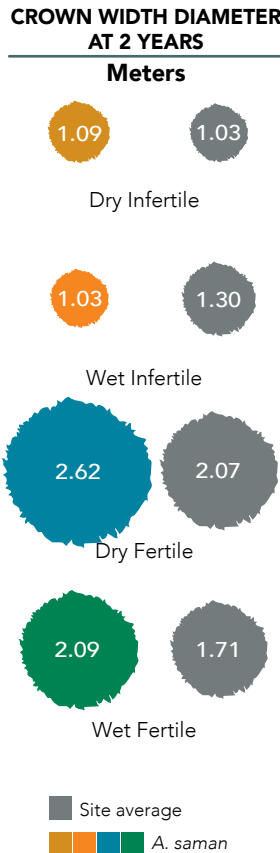 CROWN WIDTH DIAMETER
AT 2 YEARS
Meters
1.09 1.03
Dry Infertile
1.03 1.30
Wet Infertile
2.62 2.07
Dry Fertile
2.09 1.71
Wet Fertile
Site average
A. saman